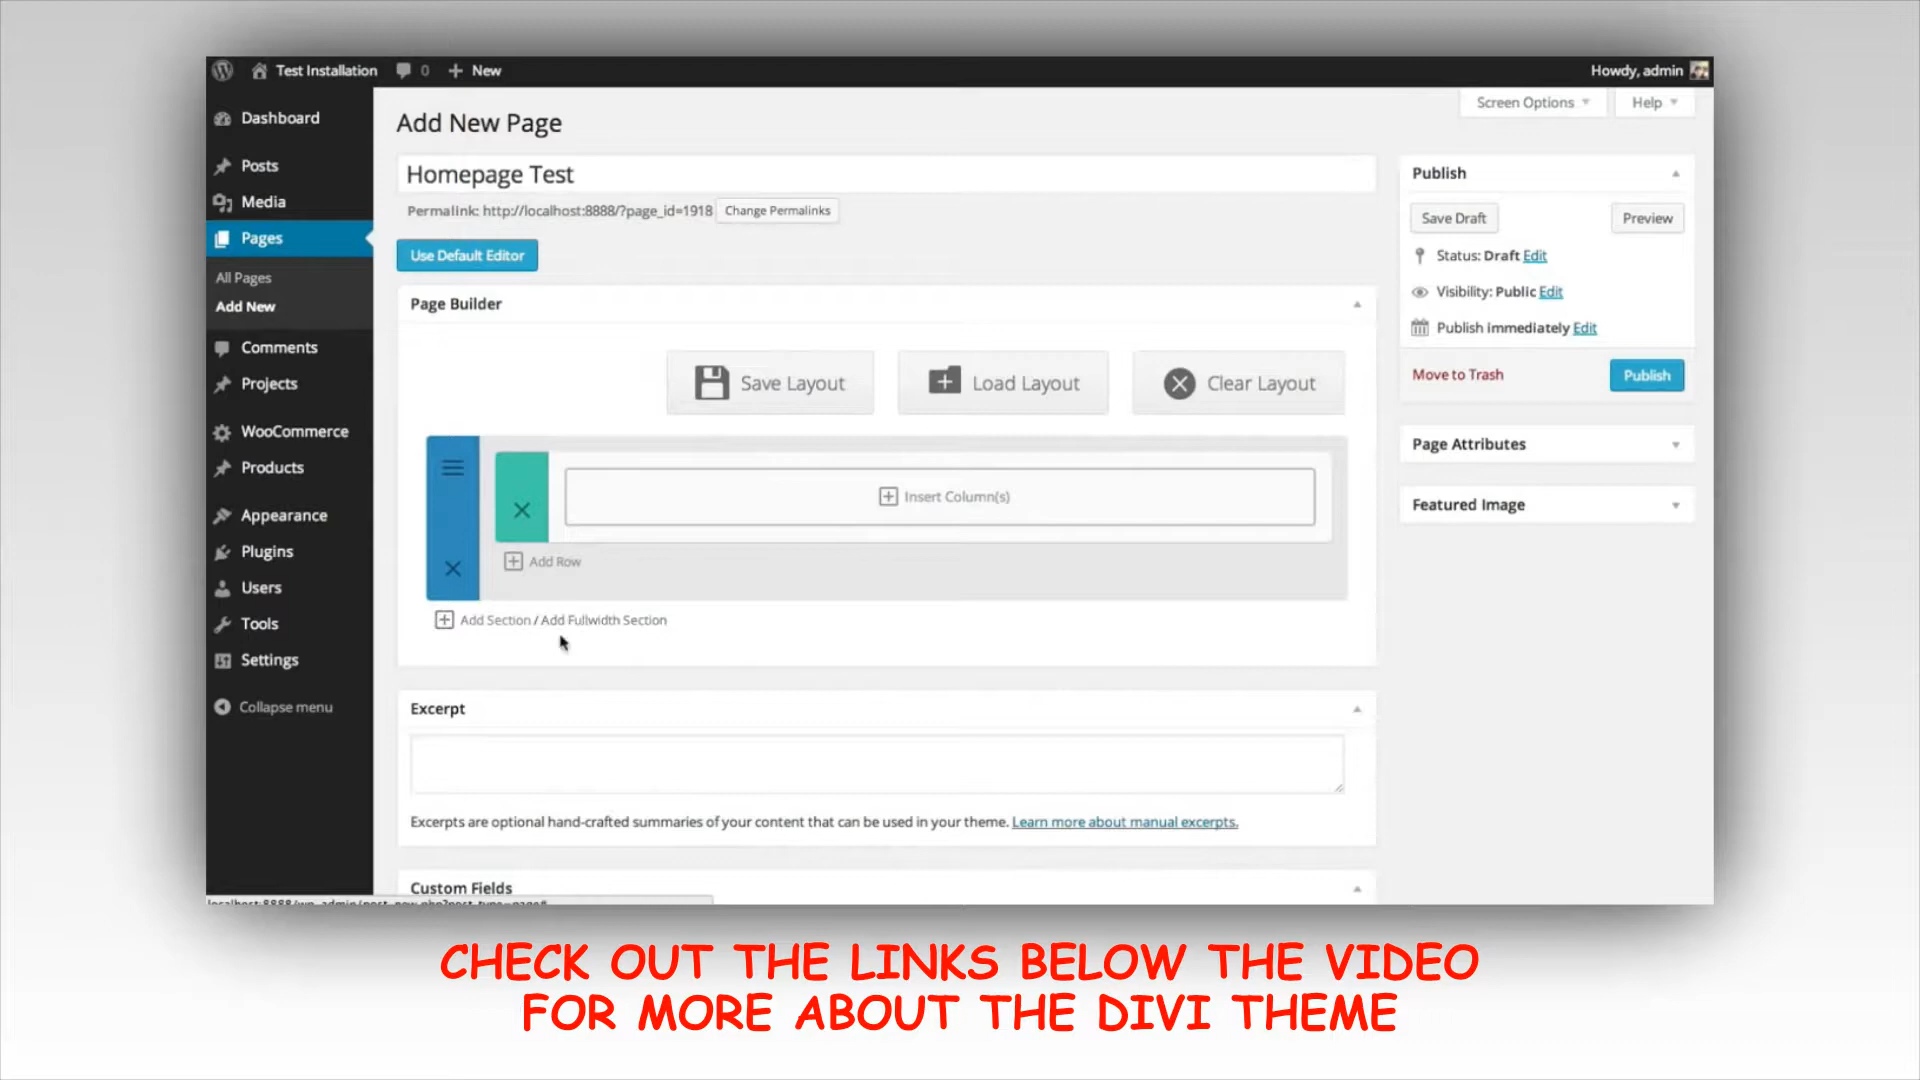 Test Installation 0 New
Howdy, admin
Screen Options
Help
Dashboard
Posts
Media
Pages
All Pages
Add New
Comments
Projects
WooCommerce
Products
Appearance
Plugins
Users
Tools
Settings
Collapse menu
Add New Page
Homepage Test
Permalink: http://localhost:8888/?page_id=1918 Change Permalinks
Use Default Editor
Page Builder
Save Layout
Load Layout
Clear Layout
Insert Column(s)
Add Row
Add Section / Add Fullwidth Section
Excerpt
Excerpts are optional hand-crafted summaries of your content that can be used in your theme. Learn more about manual excerpts.
Custom Fields
Publish
Save Draft
Preview
Status: Draft Edit
Visibility: Public Edit
Publish immediately Edit
Move to Trash
Publish
Page Attributes
Featured Image
CHECK OUT THE LINKS BELOW THE VIDEO
FOR MORE ABOUT THE DIVI THEME